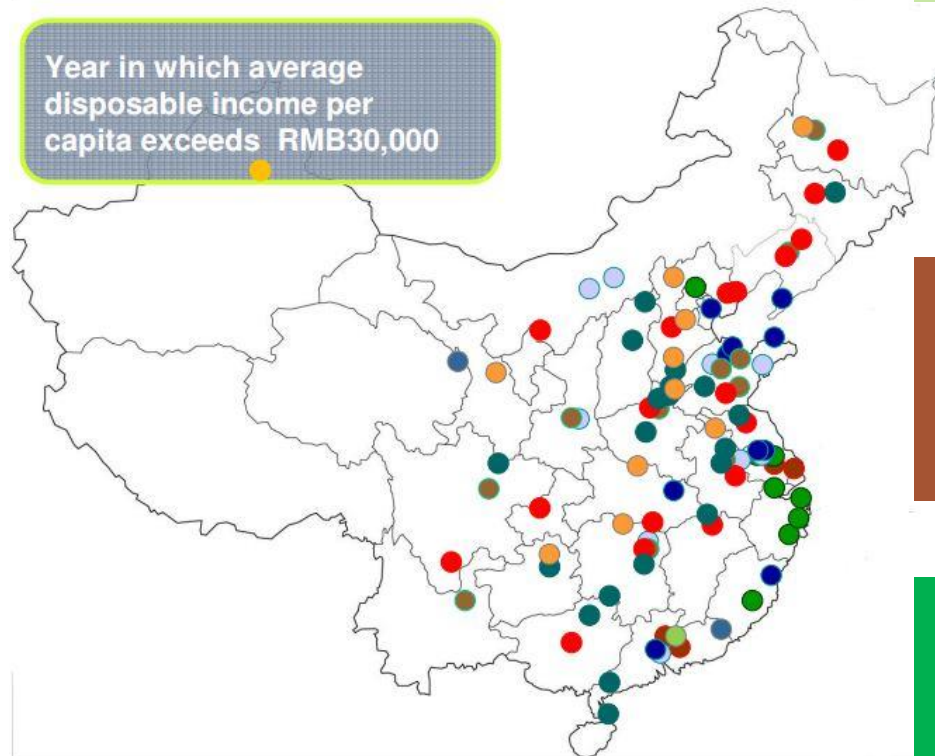 Year in which average
disposable income per
capita exceeds RMB30,000